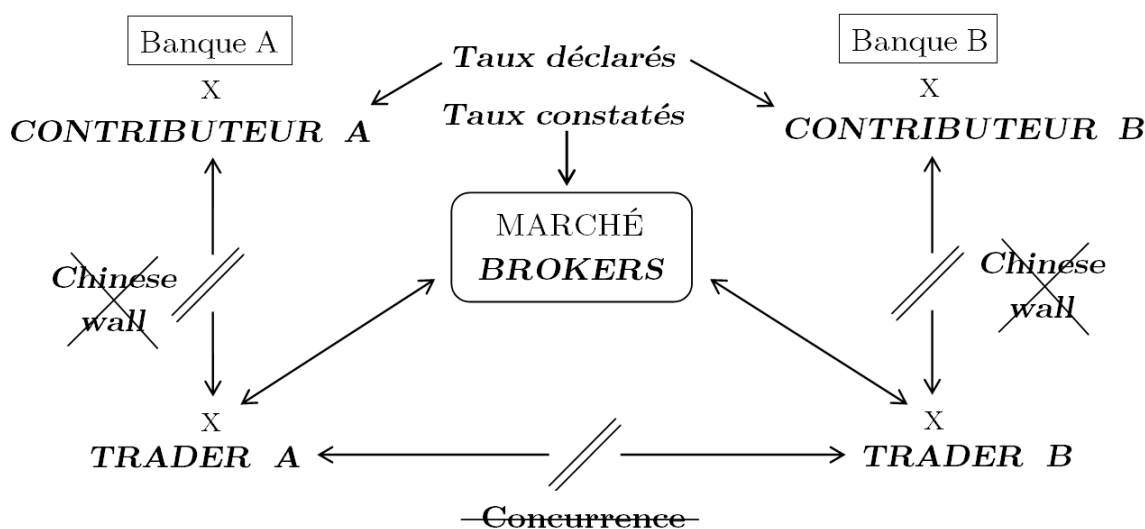 Banque A
Banque B
Taux déclarés
X
X
Taux constatés
CONTRIBUTEUR A
CONTRIBUTEUR B
MARCHÉ
BROKERS
Chinese
wall
Chinese
wall
X
X
TRADER A
TRADER B
Concurrence